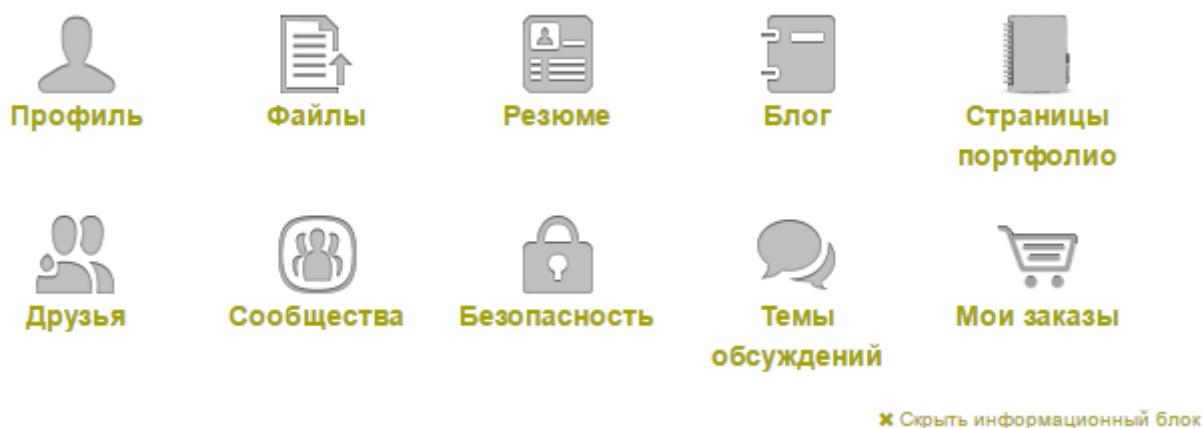 Профиль
Файлы
Резюме
Блог
Страницы
портфолио
Друзья
Сообщества
Безопасность
Темы
обсуждений
Мои заказы
✖ Скрыть информационный блок